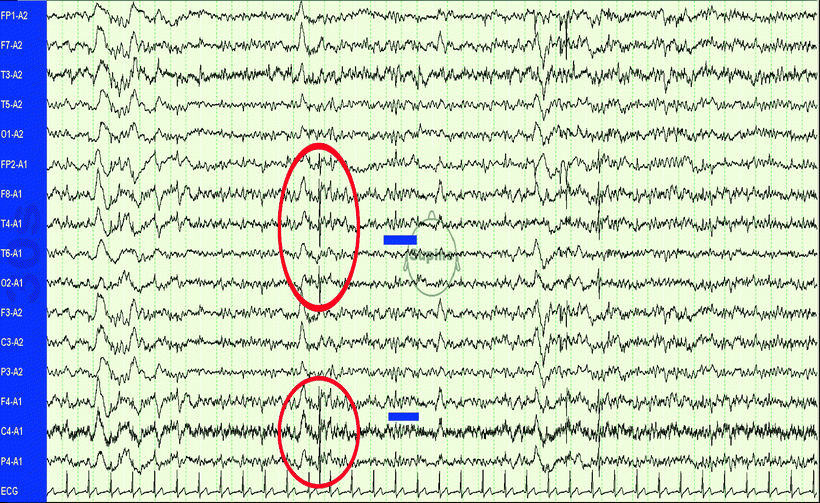 FP1-A2
F7-A2
T3-A2
T5-A2
O1-A2
FP2-A1
F8-A1
T4-A1
T6-A1
O2-A1
F3-A2
C3-A2
P3-A2
F4-A1
C4-A1
P4-A1
ECG